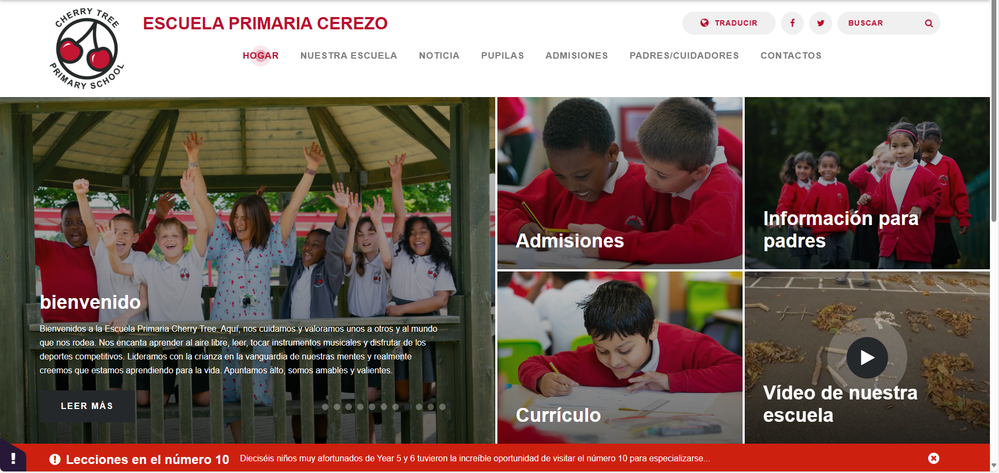 CHERRY TREE
PRIMARY SCHOOL
ESCUELA PRIMARIA CEREZO
TRADUCIR
BUSCAR
HOGAR
NUESTRA ESCUELA
NOTICIA
PUPILAS
ADMISIONES
PADRES/CUIDADORES
CONTACTOS
bienvenido
Bienvenidos a la Escuela Primaria Cherry Tree. Aquí, nos cuidamos y valoramos unos a otros y al mundo
que nos rodea. Nos encanta aprender al aire libre, leer, tocar instrumentos musicales y disfrutar de los
deportes competitivos. Lideramos con la crianza en la vanguardia de nuestras mentes y realmente
creemos que estamos aprendiendo para la vida. Apuntamos alto, somos amables y valientes.
LEER MÁS
CHERRY TREE
Admisiones
Información para
padres
Currículo
Vídeo de nuestra
escuela
Lecciones en el número 10
Dieciséis niños muy afortunados de Year 5 y 6 tuvieron la increíble oportunidad de visitar el número 10 para especializarse...